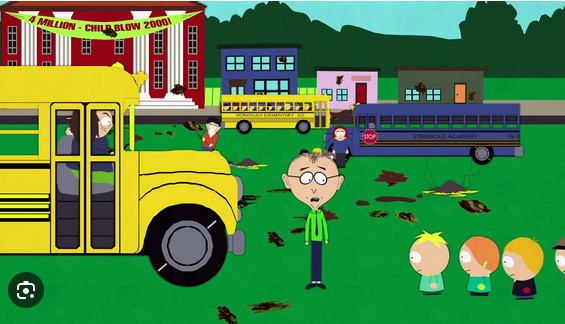 4 MILLION - CHILD BLOW 2000!
HONOLULU ELEMENTARY
STOP
STEINGOLD ACADEMY